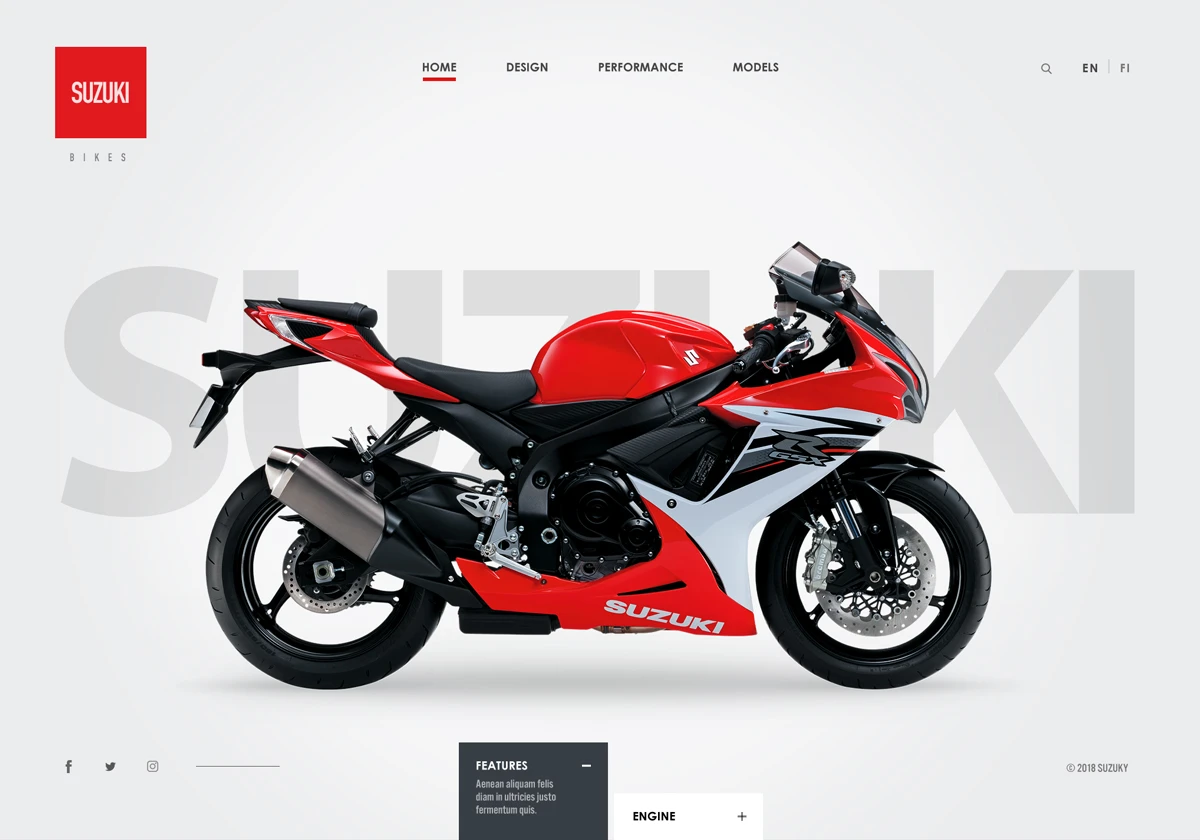 SUZUKI
BIKES
HOME
DESIGN
PERFORMANCE
MODELS
EN
FI
SUZUKI
R
GSX
SUZUKI
FEATURES
Aenean aliquam felis
diam in ultricies justo
fermentum quis.
ENGINE
© 2018 SUZUKY